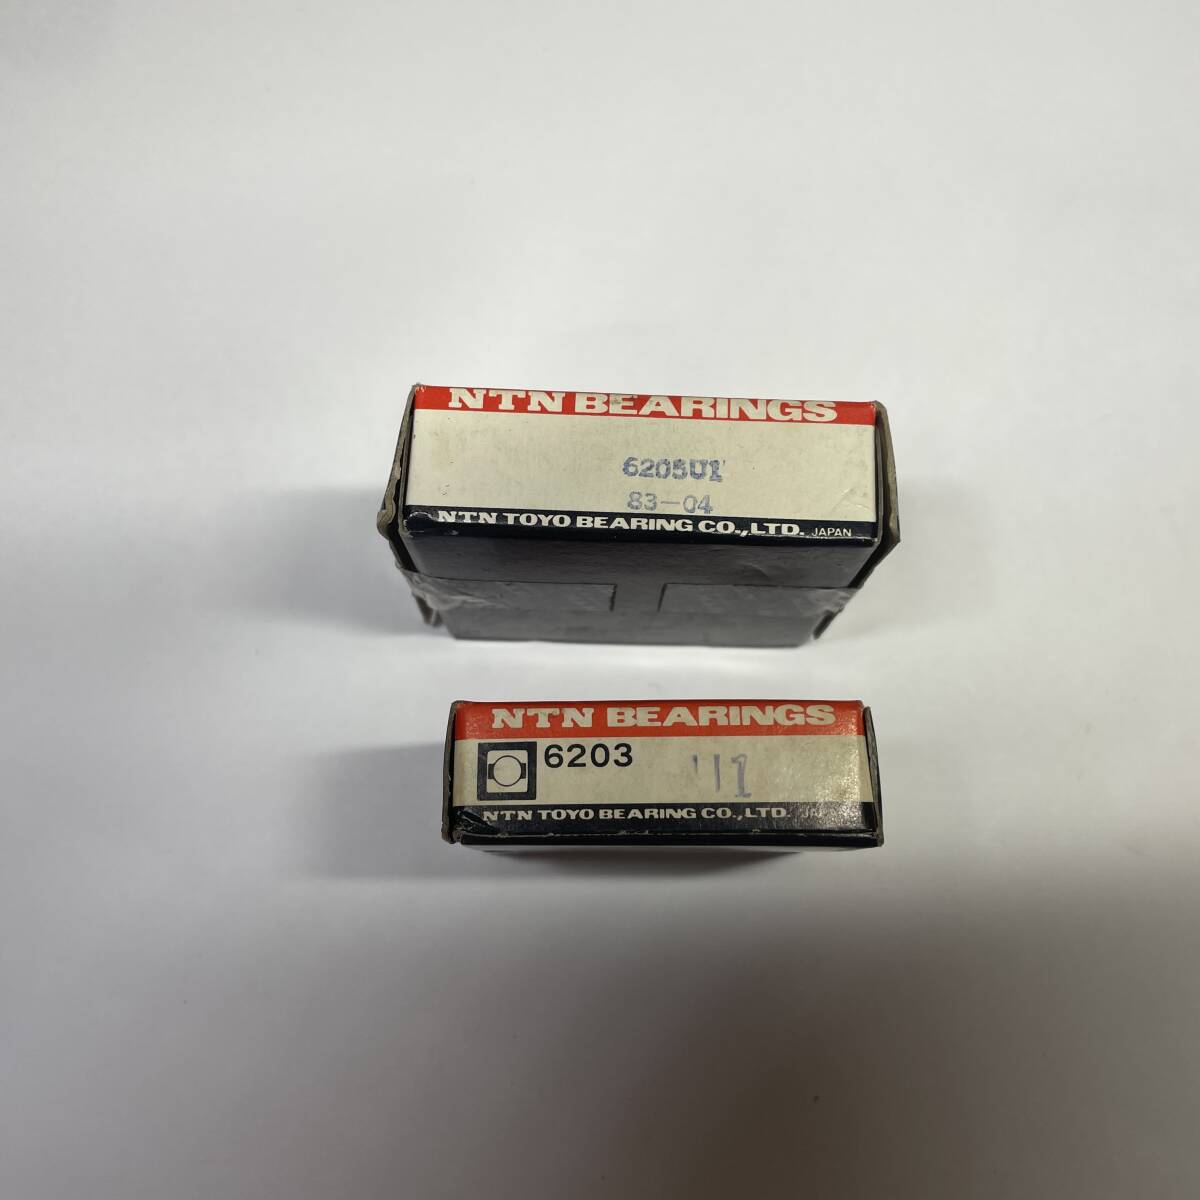 NTN BEARINGS
6205U1
83-04
NTN TOYO BEARING CO.,LTD. JAPAN
NTN BEARINGS
6203 U1
NTN TOYO BEARING CO.,LTD.